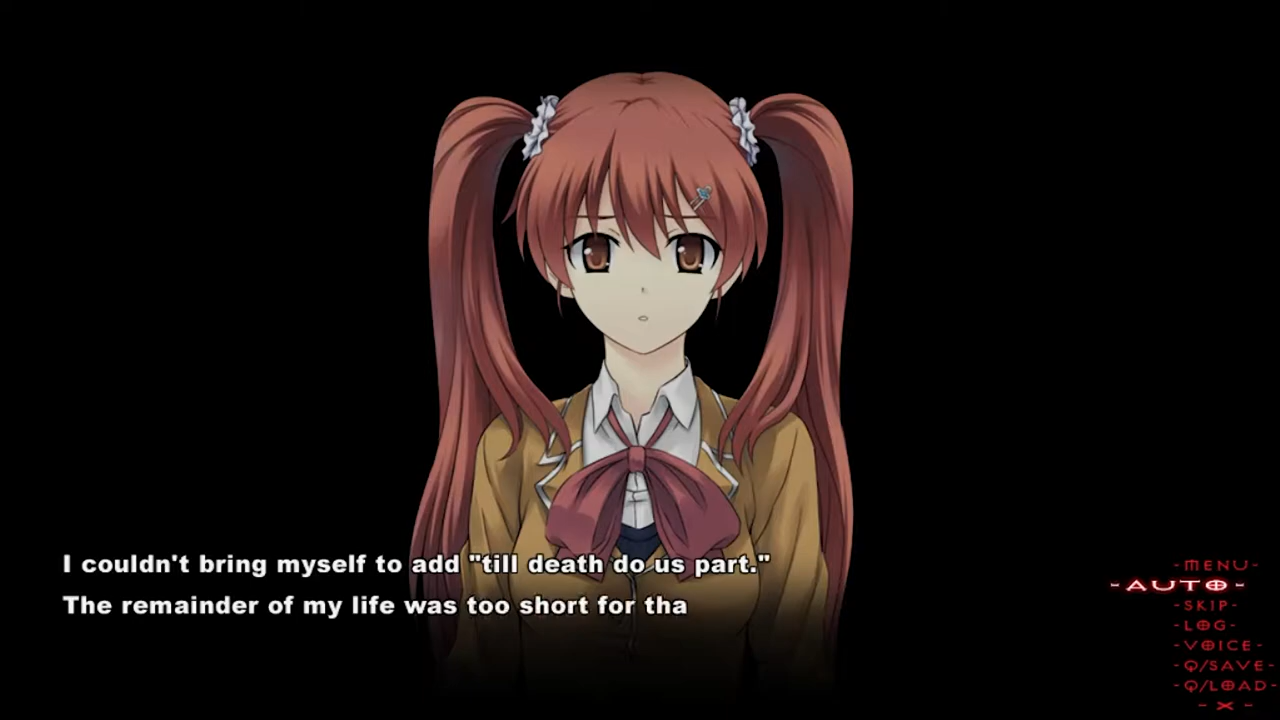 I couldn't bring myself to add "till death do us part."
The remainder of my life was too short for tha
-MENU-
-AUTO-
-SKIP-
-LOG-
-VOICE-
-Q/SAVE-
-Q/LOAD-
-X-